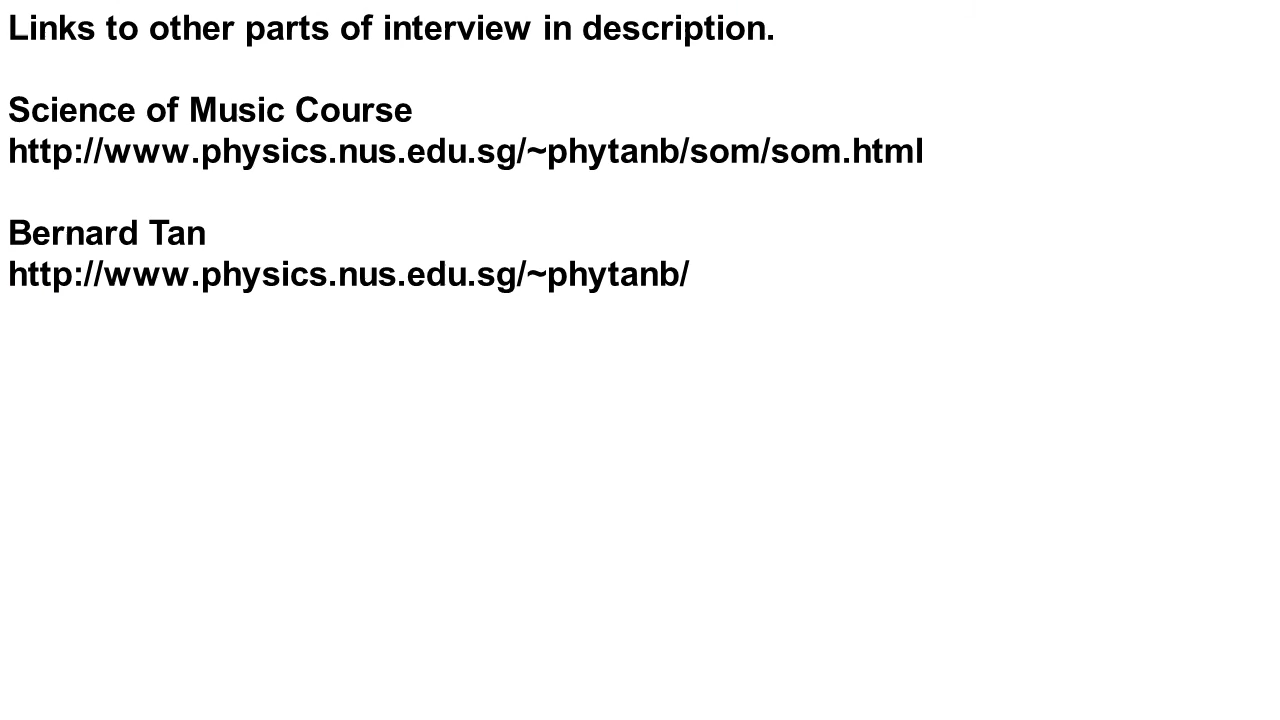 Links to other parts of interview in description.
Science of Music Course
http://www.physics.nus.edu.sg/~phytanb/som/som.html
Bernard Tan
http://www.physics.nus.edu.sg/~phytanb/